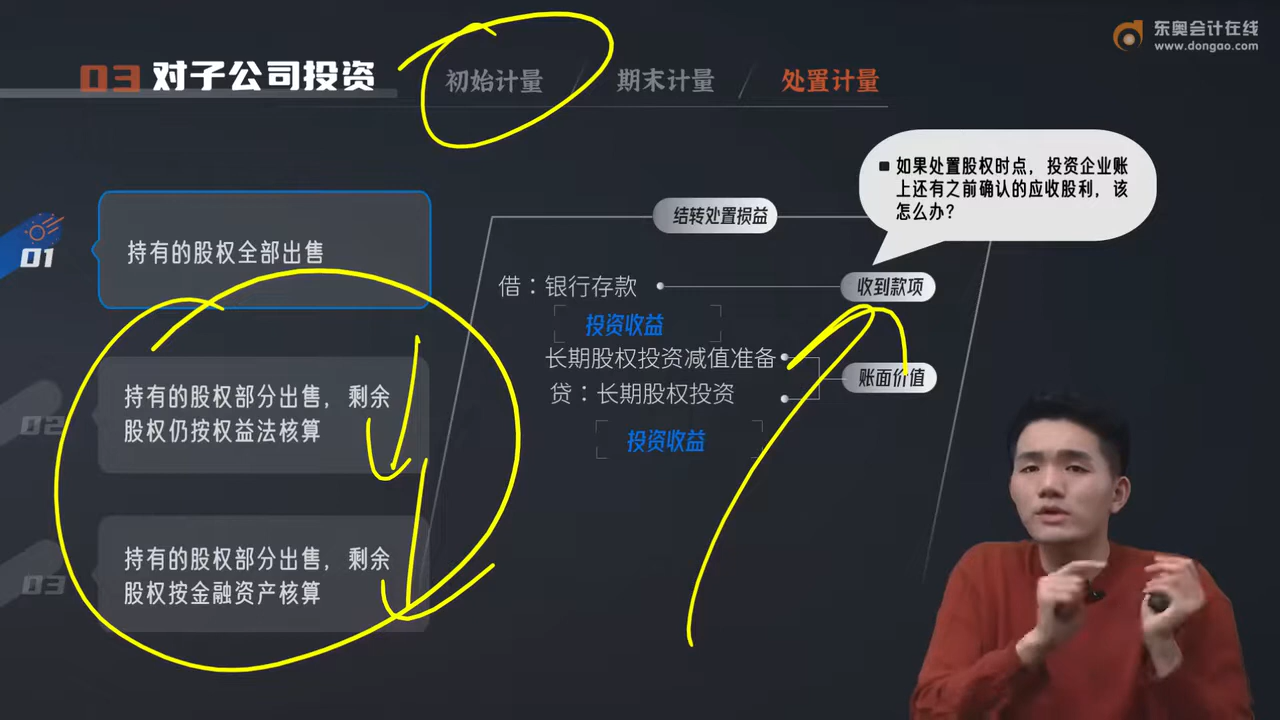 东奥会计在线
www.dongao.com
03 对子公司投资
初始计量 / 期末计量 / 处置计量
如果处置股权时点，投资企业账
上还有之前确认的应收股利，该
怎么办？
01
持有的股权全部出售
结转处置损益
借：银行存款
收到款项
投资收益
长期股权投资减值准备
账面价值
贷：长期股权投资
投资收益
02
持有的股权部分出售，剩余
股权仍按权益法核算
03
持有的股权部分出售，剩余
股权按金融资产核算